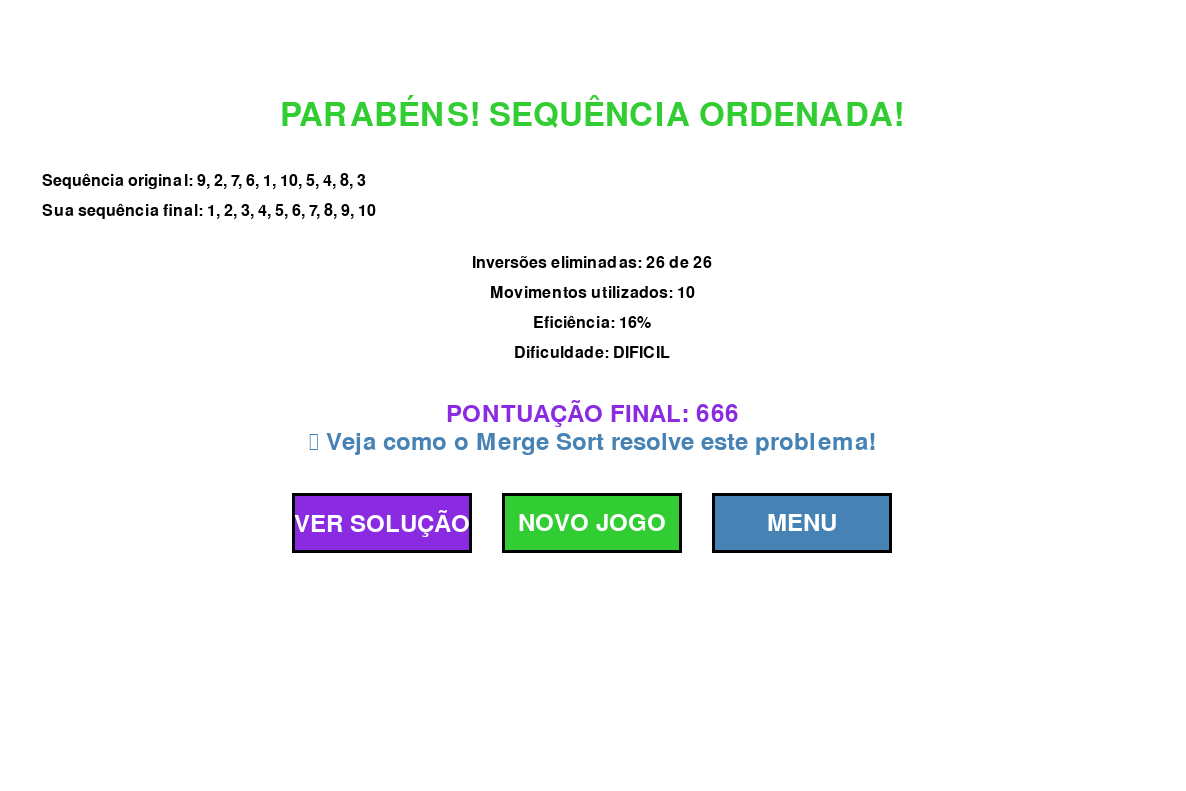 PARABÉNS! SEQUÊNCIA ORDENADA!
Sequência original: 9, 2, 7, 6, 1, 10, 5, 4, 8, 3
Sua sequência final: 1, 2, 3, 4, 5, 6, 7, 8, 9, 10
Inversões eliminadas: 26 de 26
Movimentos utilizados: 10
Eficiência: 16%
Dificuldade: DIFICIL
PONTUAÇÃO FINAL: 666
Veja como o Merge Sort resolve este problema!
VER SOLUÇÃO
NOVO JOGO
MENU